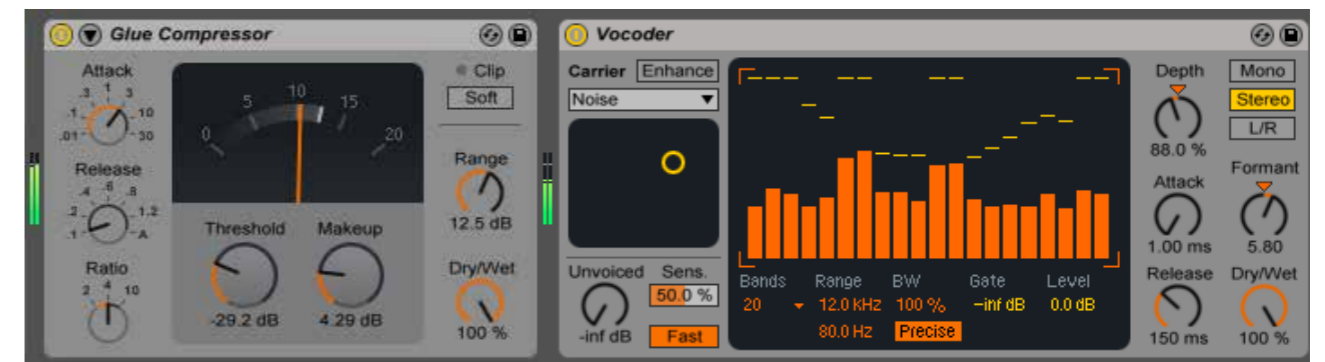 Glue Compressor
Attack
.3 1 3
.1 10
.01 30
Release
.4 .6 .8
.2 1.2
.1 A
Ratio
2 4 10
0 5 10 15 20
Threshold
-29.2 dB
Makeup
4.29 dB
Clip
Soft
Range
12.5 dB
Dry/Wet
100 %
Vocoder
Carrier Enhance
Noise
Unvoiced
-inf dB
Sens.
50.0 %
Fast
Bands Range BW Gate Level
20 12.0 kHz 100 % -inf dB 0.0 dB
80.0 Hz Precise
Depth
88.0 %
Attack
1.00 ms
Release
150 ms
Mono
Stereo
L/R
Formant
5.80
Dry/Wet
100 %